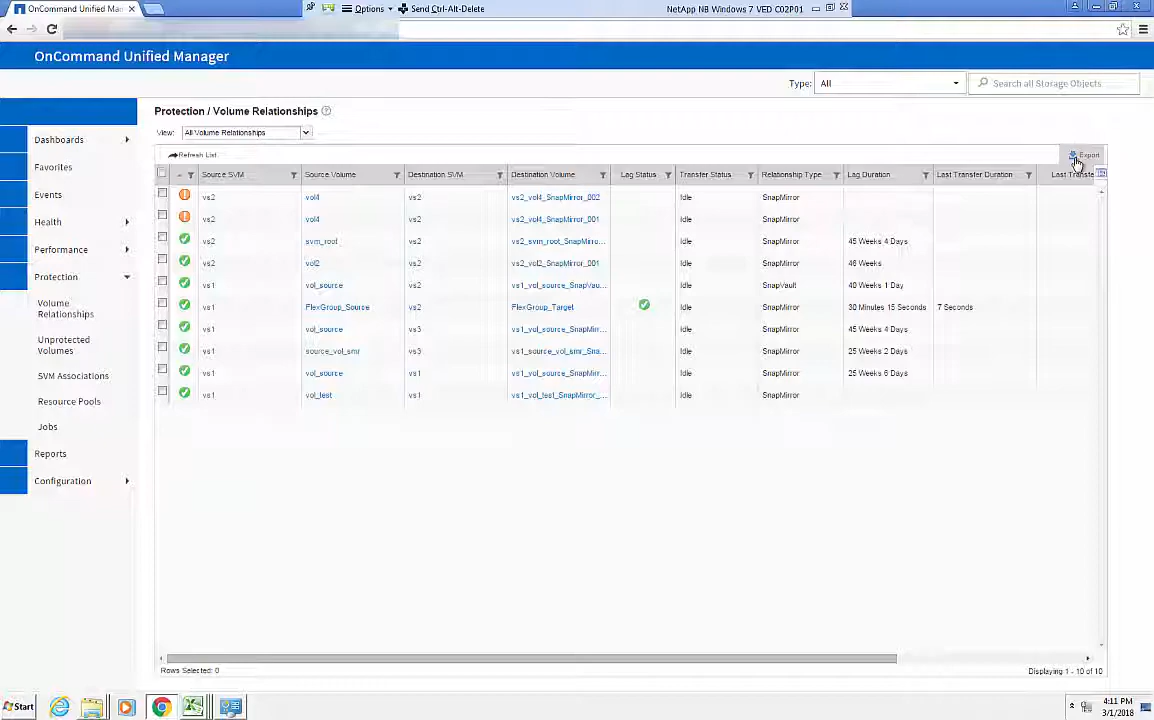 OnCommand Unified Mana
Options
Send Ctrl-Alt-Delete
NetApp NB Windows 7 VED C02P01
OnCommand Unified Manager
Type: All
Search all Storage Objects
Protection / Volume Relationships
View: All Volume Relationships
Refresh List
Export
Source SVM Source Volume Destination SVM Destination Volume Lag Status Transfer Status Relationship Type Lag Duration Last Transfer Duration Last Transfe
vs2 vol4 vs2 vs2_vol4_SnapMirror_002 Idle SnapMirror
vs2 vol4 vs2 vs2_vol4_SnapMirror_001 Idle SnapMirror
vs2 svm_root vs2 vs2_svm_root_SnapMirro... Idle SnapMirror 45 Weeks 4 Days
vs2 vol2 vs2 vs2_vol2_SnapMirror_001 Idle SnapMirror 46 Weeks
vs1 vol_source vs2 vs1_vol_source_SnapVau... Idle SnapVault 40 Weeks 1 Day
vs1 FlexGroup_Source vs2 FlexGroup_Target Idle SnapMirror 30 Minutes 15 Seconds 7 Seconds
vs1 vol_source vs3 vs1_vol_source_SnapMirr... Idle SnapMirror 45 Weeks 4 Days
vs1 source_vol_smr vs3 vs1_source_vol_smr_Sna... Idle SnapMirror 25 Weeks 2 Days
vs1 vol_source vs1 vs1_vol_source_SnapMirr... Idle SnapMirror 25 Weeks 6 Days
vs1 vol_test vs1 vs1_vol_test_SnapMirror_... Idle SnapMirror
Rows Selected: 0
Displaying 1 - 10 of 10
Dashboards
Favorites
Events
Health
Performance
Protection
Volume
Relationships
Unprotected
Volumes
SVM Associations
Resource Pools
Jobs
Reports
Configuration
Start
4:11 PM
3/1/2018